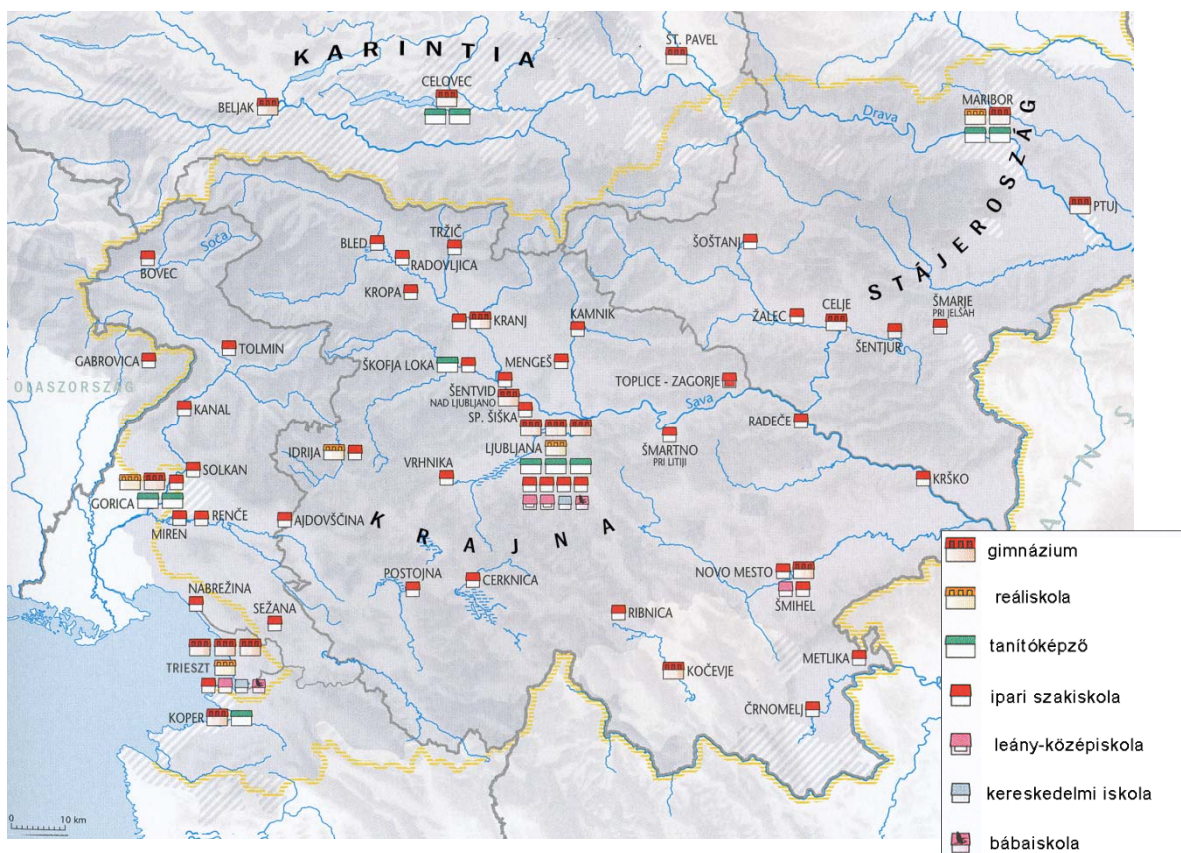 KARINTIA
ŠT. PAVEL
CELOVEC
BELJAK
MARIBOR
Drava
STÁJEROSZÁG
PTUJ
TRŽIČ
BLED
ŠOŠTANJ
Soča
RADOVLJICA
BOVEC
KROPA
KAMNIK
KRANJ
ŽALEC
CELJE
ŠMARJE
PRI JELŠAH
ŠENTJUR
TOLMIN
GABROVICA
ŠKOFJA LOKA
MENGEŠ
OLASZORSZÁG
ŠENTVID
NAD LJUBLJANO
TOPLICE - ZAGORJE
Sava
KANAL
SP. ŠIŠKA
RADEČE
LJUBLJANA
ŠMARTNO
PRI LITIJI
IDRIJA
VRHNIKA
SOLKAN
KRŠKO
GORICA
RENČE
MIREN
AJDOVŠČINA
KRAJNA
POSTOJNA
CERKNICA
NOVO MESTO
ŠMIHEL
NABREŽINA
SEŽANA
RIBNICA
METLIKA
TRIESZT
KOČEVJE
KOPER
ČRNOMELJ
0 10 km
gimnázium
reáliskola
tanítóképző
ipari szakiskola
leány-középiskola
kereskedelmi iskola
bábaiskola